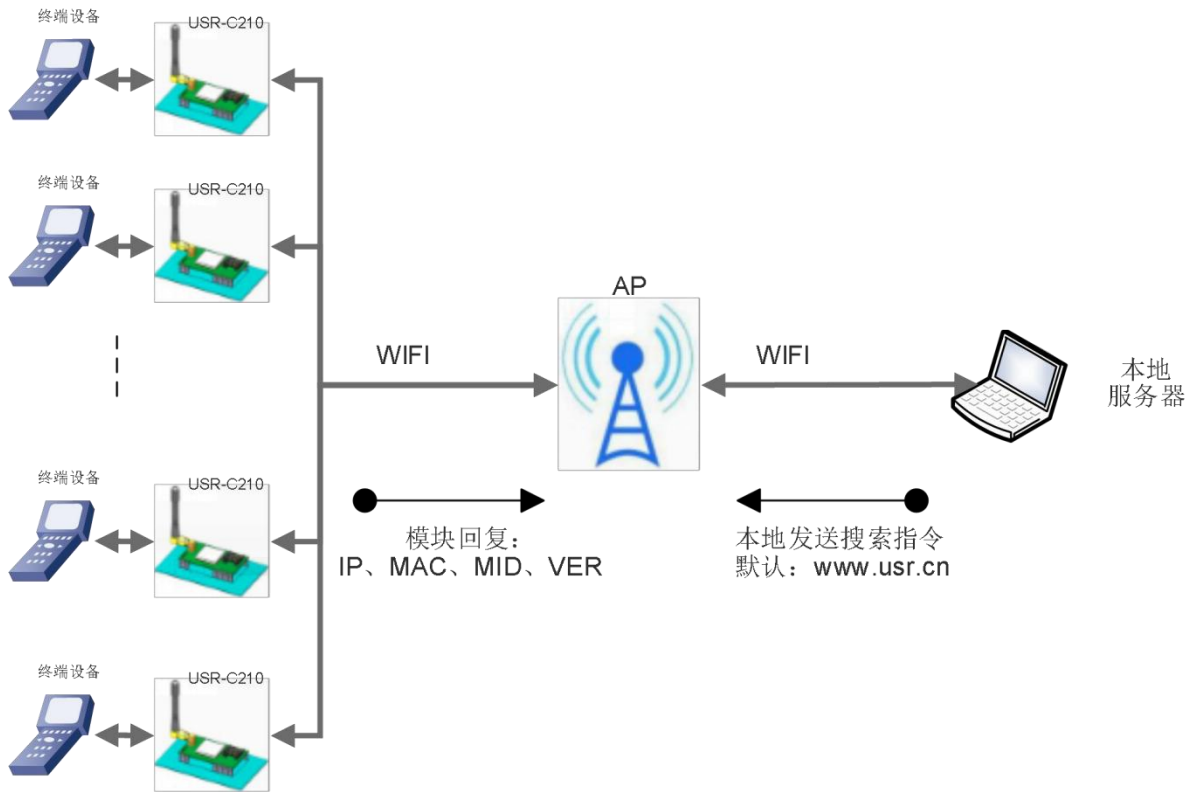 终端设备
USR-C210
终端设备
USR-C210
AP
WIFI
WIFI
本地
服务器
终端设备
USR-C210
模块回复：
IP、MAC、MID、VER
本地发送搜索指令
默认：www.usr.cn
终端设备
USR-C210